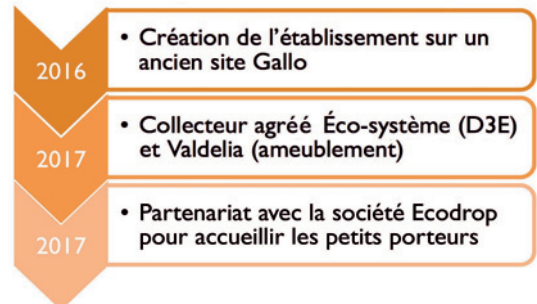 2016
• Création de l'établissement sur un
ancien site Gallo
2017
• Collecteur agréé Éco-système (D3E)
et Valdelia (ameublement)
2017
• Partenariat avec la société Ecodrop
pour accueillir les petits porteurs